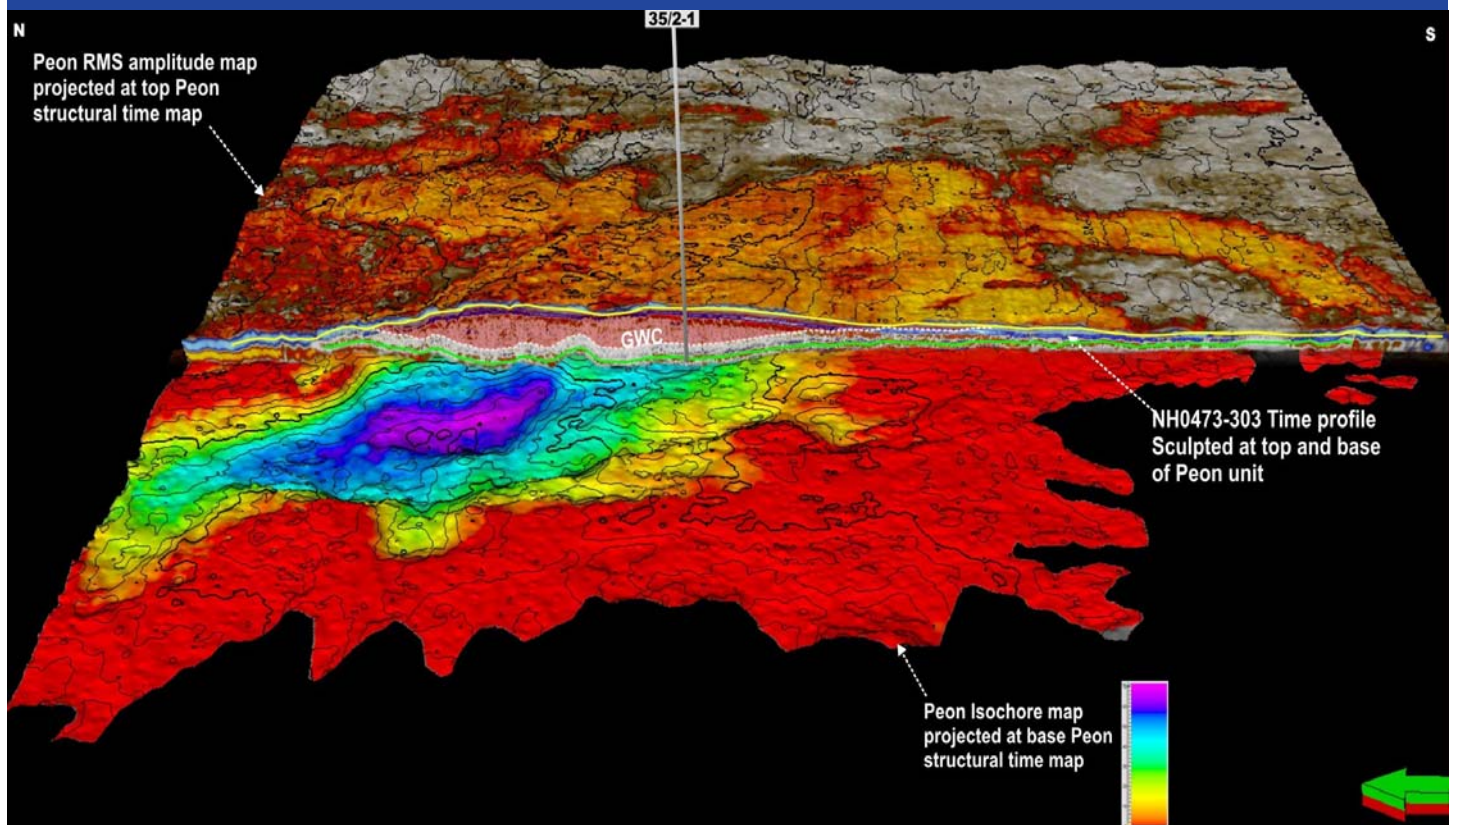 35/2-1
N
S
Peon RMS amplitude map
projected at top Peon
structural time map
GWC
NH0473-303 Time profile
Sculpted at top and base
of Peon unit
Peon Isochore map
projected at base Peon
structural time map